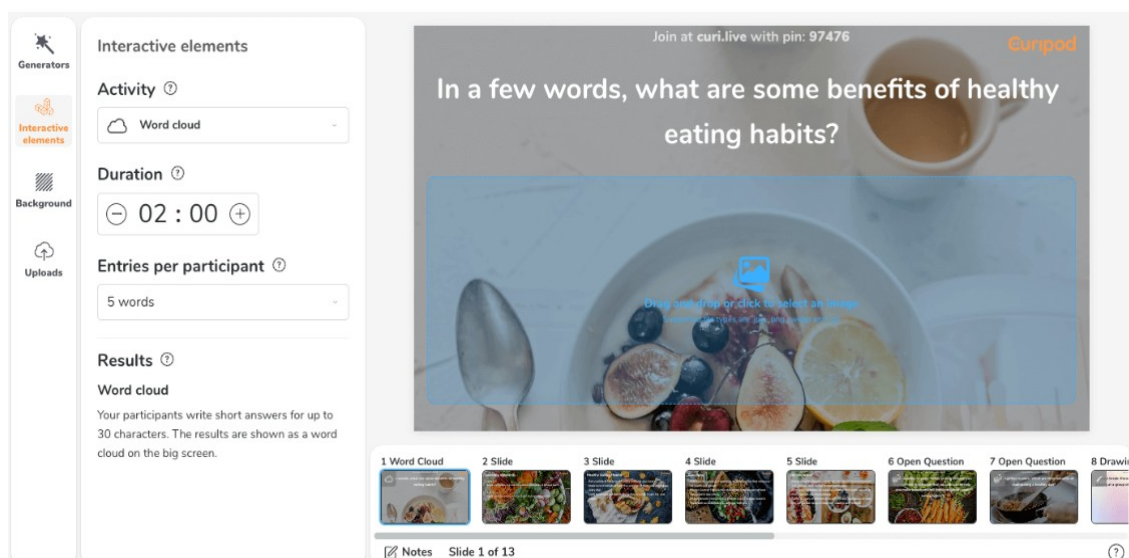 Generators
Interactive
elements
Background
Uploads
Interactive elements
Activity ?
Word cloud
Duration ?
02 : 00
Entries per participant ?
5 words
Results ?
Word cloud
Your participants write short answers for up to
30 characters. The results are shown as a word
cloud on the big screen.
Join at curi.live with pin: 97476
Curipod
In a few words, what are some benefits of healthy
eating habits?
Drag and drop or click to select an image
1 Word Cloud
2 Slide
3 Slide
4 Slide
5 Slide
6 Open Question
7 Open Question
8 Drawi
Notes Slide 1 of 13
?